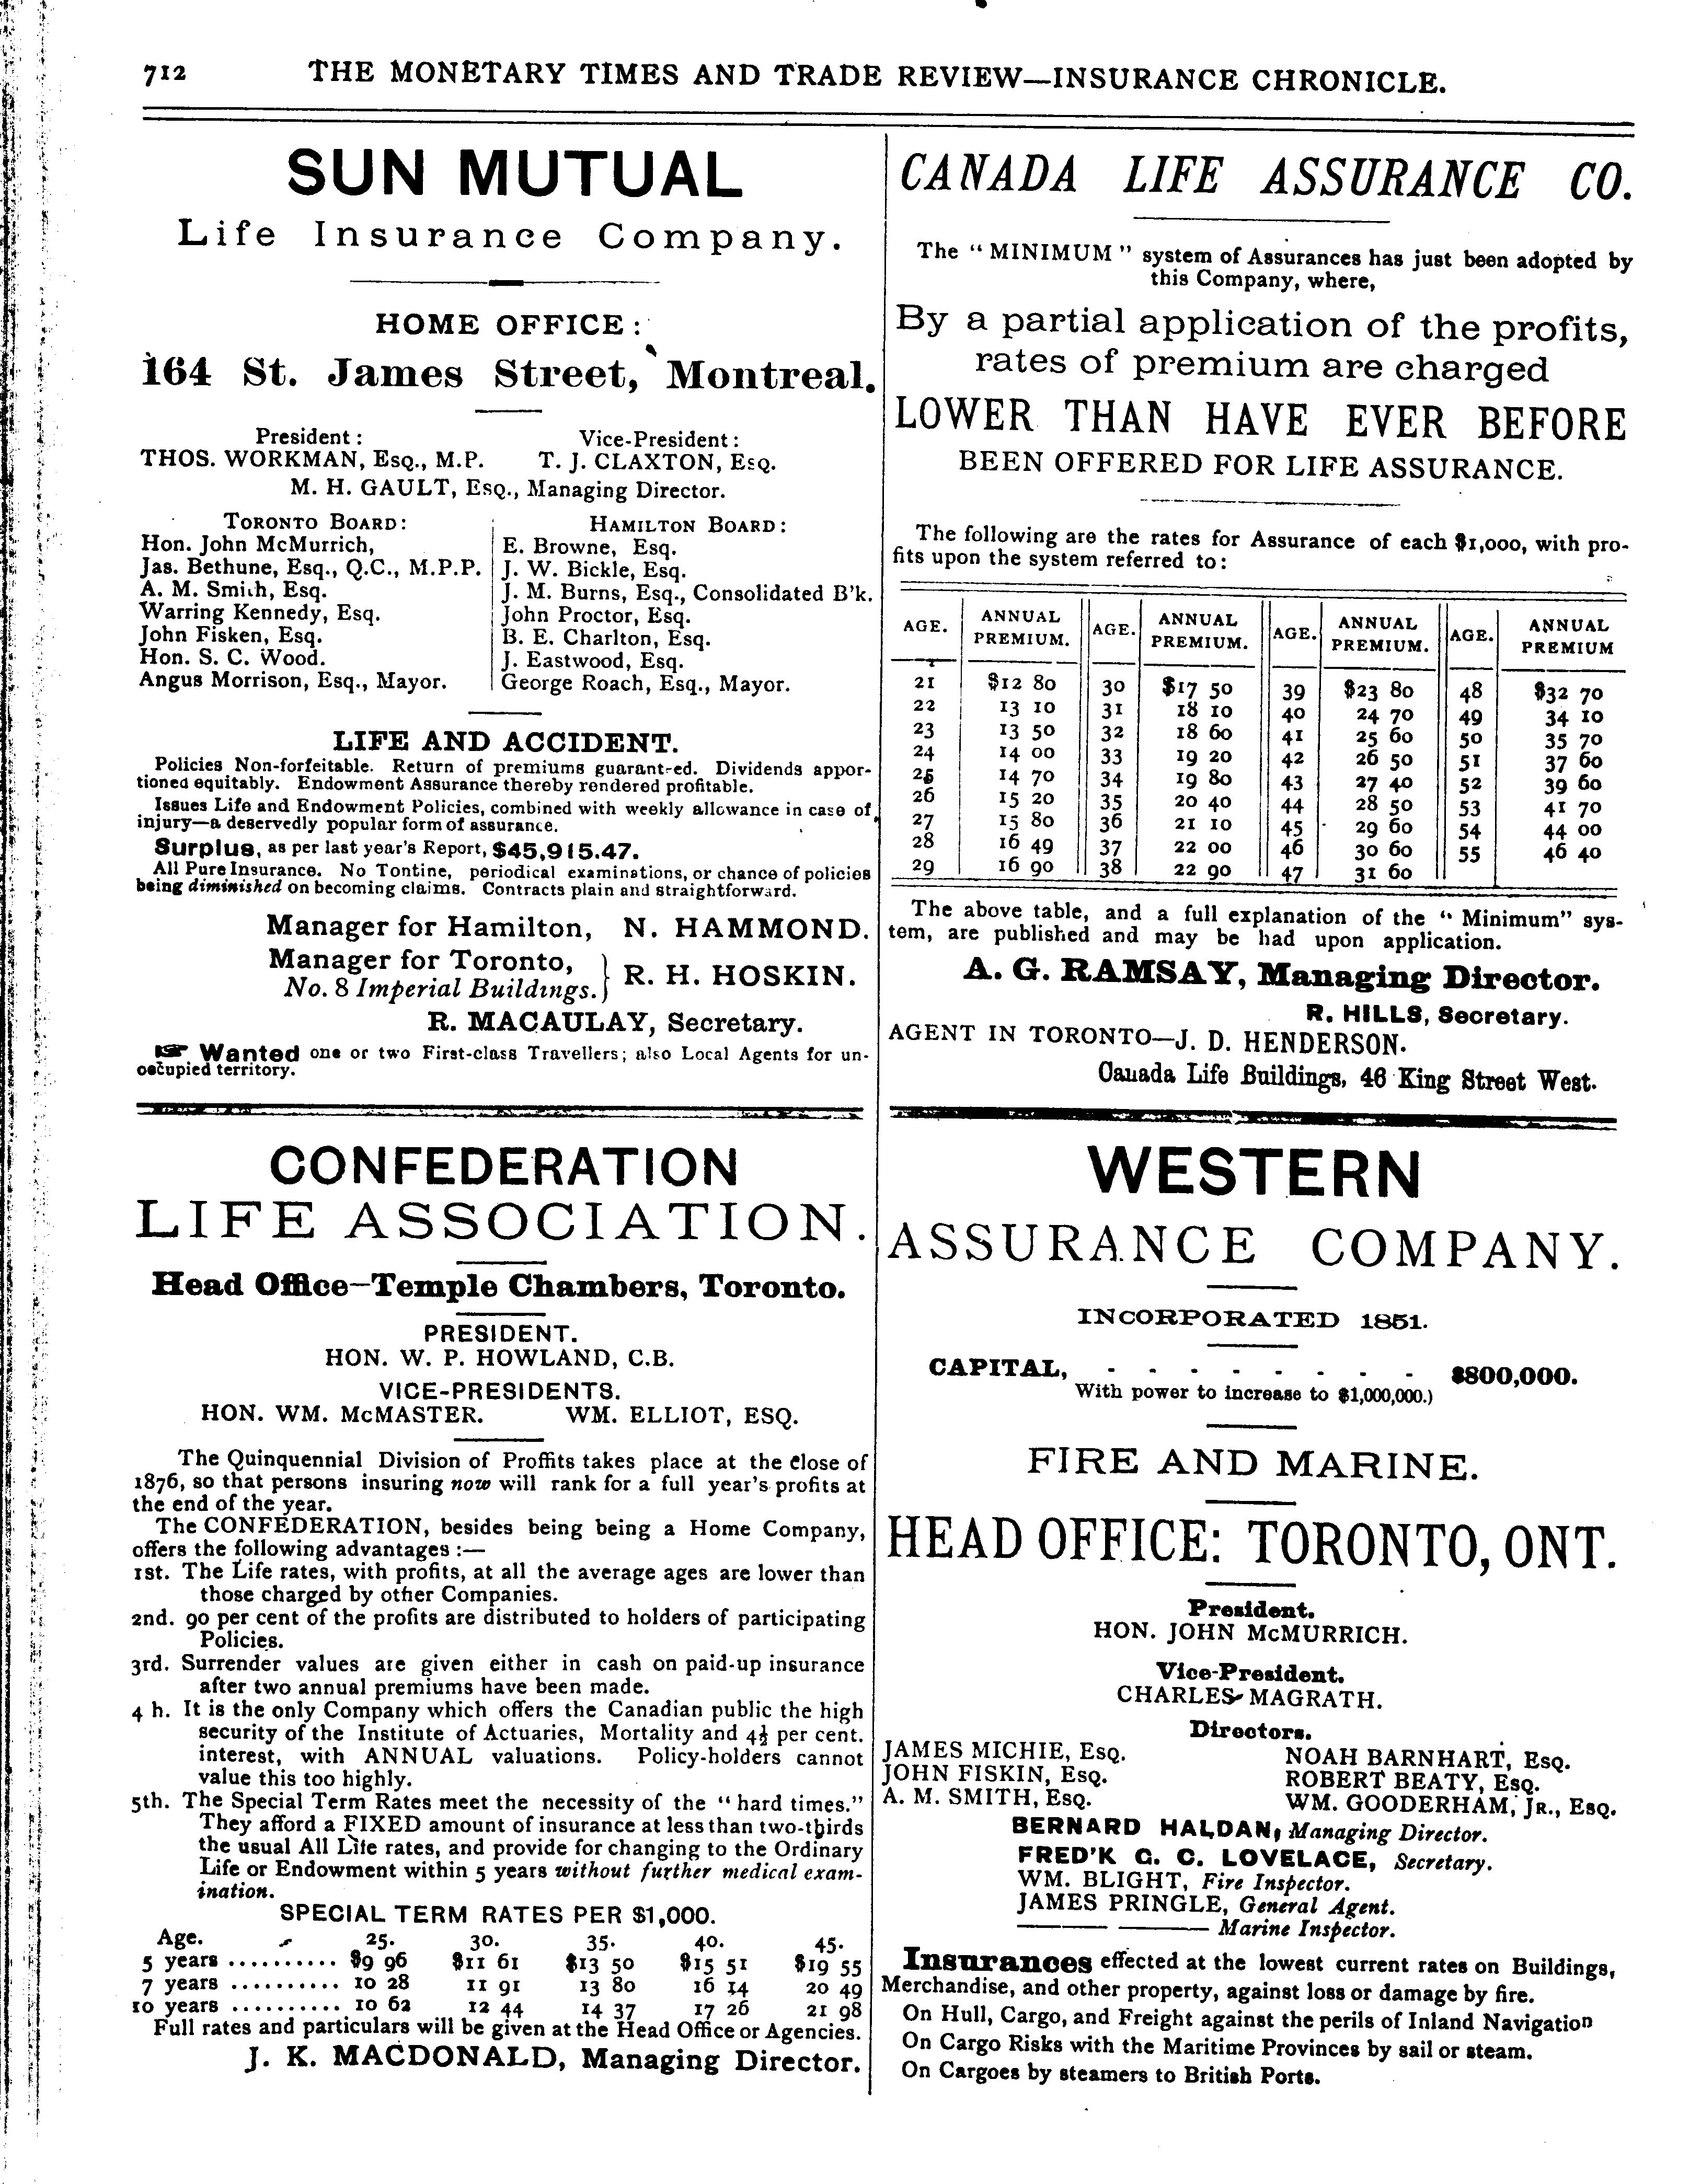 712 THE MONETARY TIMES AND TRADE REVIEW—INSURANCE CHRONICLE.
SUN MUTUAL
Life Insurance Company.
HOME OFFICE:
164 St. James Street, Montreal.
President: Vice-President:
THOS. WORKMAN, ESQ., M.P. T. J. CLAXTON, ESQ.
M. H. GAULT, ESQ., Managing Director.
TORONTO BOARD: HAMILTON BOARD:
Hon. John McMurrich, E. Browne, Esq.
Jas. Bethune, Esq., Q.C., M.P.P. J. W. Bickle, Esq.
A. M. Smith, Esq. J. M. Burns, Esq., Consolidated B'k.
Warring Kennedy, Esq. John Proctor, Esq.
John Fisken, Esq. B. E. Charlton, Esq.
Hon. S. C. Wood. J. Eastwood, Esq.
Angus Morrison, Esq., Mayor. George Roach, Esq., Mayor.
LIFE AND ACCIDENT.
Policies Non-forfeitable. Return of premiums guaranteed. Dividends appor-
tioned equitably. Endowment Assurance thereby rendered profitable.
Issues Life and Endowment Policies, combined with weekly allowance in case of
injury—a deservedly popular form of assurance.
Surplus, as per last year's Report, $45,915.47.
All Pure Insurance. No Tontine, periodical examinations, or chance of policies
being diminished on becoming claims. Contracts plain and straightforward.
Manager for Hamilton, N. HAMMOND.
Manager for Toronto, } R. H. HOSKIN.
No. 8 Imperial Buildings.
R. MACAULAY, Secretary.
☞ Wanted one or two First-class Travellers; also Local Agents for un-
occupied territory.
CONFEDERATION
LIFE ASSOCIATION.
Head Office—Temple Chambers, Toronto.
PRESIDENT.
HON. W. P. HOWLAND, C.B.
VICE-PRESIDENTS.
HON. WM. McMASTER. WM. ELLIOT, ESQ.
The Quinquennial Division of Proffits takes place at the close of
1876, so that persons insuring now will rank for a full year's profits at
the end of the year.
The CONFEDERATION, besides being being a Home Company,
offers the following advantages :—
1st. The Life rates, with profits, at all the average ages are lower than
those charged by other Companies.
2nd. 90 per cent of the profits are distributed to holders of participating
Policies.
3rd. Surrender values are given either in cash on paid-up insurance
after two annual premiums have been made.
4 h. It is the only Company which offers the Canadian public the high
security of the Institute of Actuaries, Mortality and 4½ per cent.
interest, with ANNUAL valuations. Policy-holders cannot
value this too highly.
5th. The Special Term Rates meet the necessity of the "hard times."
They afford a FIXED amount of insurance at less than two-thirds
the usual All Life rates, and provide for changing to the Ordinary
Life or Endowment within 5 years without further medical exam-
ination.
SPECIAL TERM RATES PER $1,000.
Age. 25. 30. 35. 40. 45.
5 years .......... $9 96 $11 61 $13 50 $15 51 $19 55
7 years .......... 10 28 11 91 13 80 16 14 20 49
10 years .......... 10 62 12 44 14 37 17 26 21 98
Full rates and particulars will be given at the Head Office or Agencies.
J. K. MACDONALD, Managing Director.
CANADA LIFE ASSURANCE CO.
The "MINIMUM" system of Assurances has just been adopted by
this Company, where,
By a partial application of the profits,
rates of premium are charged
LOWER THAN HAVE EVER BEFORE
BEEN OFFERED FOR LIFE ASSURANCE.
The following are the rates for Assurance of each $1,000, with pro-
fits upon the system referred to:
AGE. ANNUAL PREMIUM. AGE. ANNUAL PREMIUM. AGE. ANNUAL PREMIUM. AGE. ANNUAL PREMIUM
21 $12 80 30 $17 50 39 $23 80 48 $32 70
22 13 10 31 18 10 40 24 70 49 34 10
23 13 50 32 18 60 41 25 60 50 35 70
24 14 00 33 19 20 42 26 50 51 37 60
25 14 70 34 19 80 43 27 40 52 39 60
26 15 20 35 20 40 44 28 50 53 41 70
27 15 80 36 21 10 45 29 60 54 44 00
28 16 49 37 22 00 46 30 60 55 46 40
29 16 90 38 22 90 47 31 60
The above table, and a full explanation of the "Minimum" sys-
tem, are published and may be had upon application.
A. G. RAMSAY, Managing Director.
R. HILLS, Secretary.
AGENT IN TORONTO—J. D. HENDERSON.
Canada Life Buildings, 46 King Street West.
WESTERN
ASSURANCE COMPANY.
INCORPORATED 1851.
CAPITAL, - - - - - - - - $800,000.
With power to increase to $1,000,000.)
FIRE AND MARINE.
HEAD OFFICE: TORONTO, ONT.
President.
HON. JOHN McMURRICH.
Vice-President.
CHARLES MAGRATH.
Directors.
JAMES MICHIE, ESQ. NOAH BARNHART, ESQ.
JOHN FISKIN, ESQ. ROBERT BEATY, ESQ.
A. M. SMITH, ESQ. WM. GOODERHAM, JR., ESQ.
BERNARD HALDAN, Managing Director.
FRED'K G. C. LOVELACE, Secretary.
WM. BLIGHT, Fire Inspector.
JAMES PRINGLE, General Agent.
——— ——— Marine Inspector.
Insurances effected at the lowest current rates on Buildings,
Merchandise, and other property, against loss or damage by fire.
On Hull, Cargo, and Freight against the perils of Inland Navigation
On Cargo Risks with the Maritime Provinces by sail or steam.
On Cargoes by steamers to British Ports.